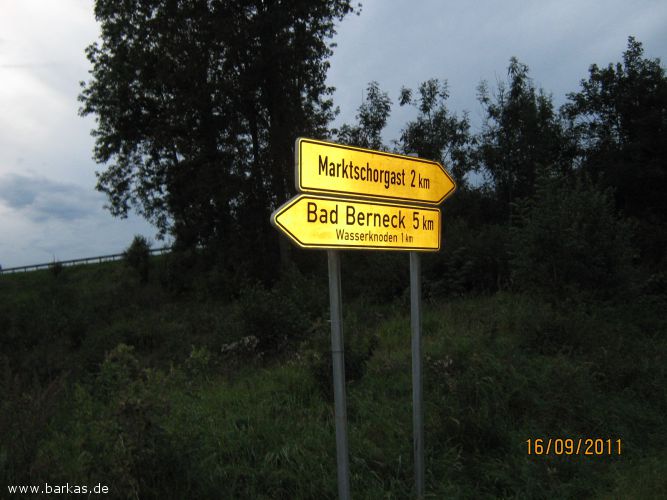 Marktschorgast 2 km
Bad Berneck 5 km
Wasserknoden 1 km
16/09/2011
www.barkas.de